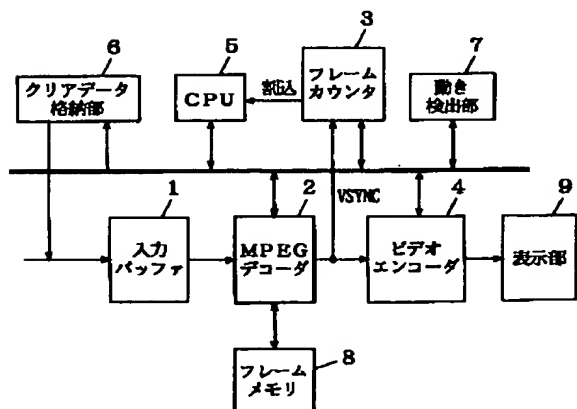 6
クリアデータ
格納部
5
CPU
割込
3
フレーム
カウンタ
7
動き
検出部
1
入力
バッファ
2
MPEG
デコーダ
VSYNC
4
ビデオ
エンコーダ
9
表示部
フレーム
メモリ
8